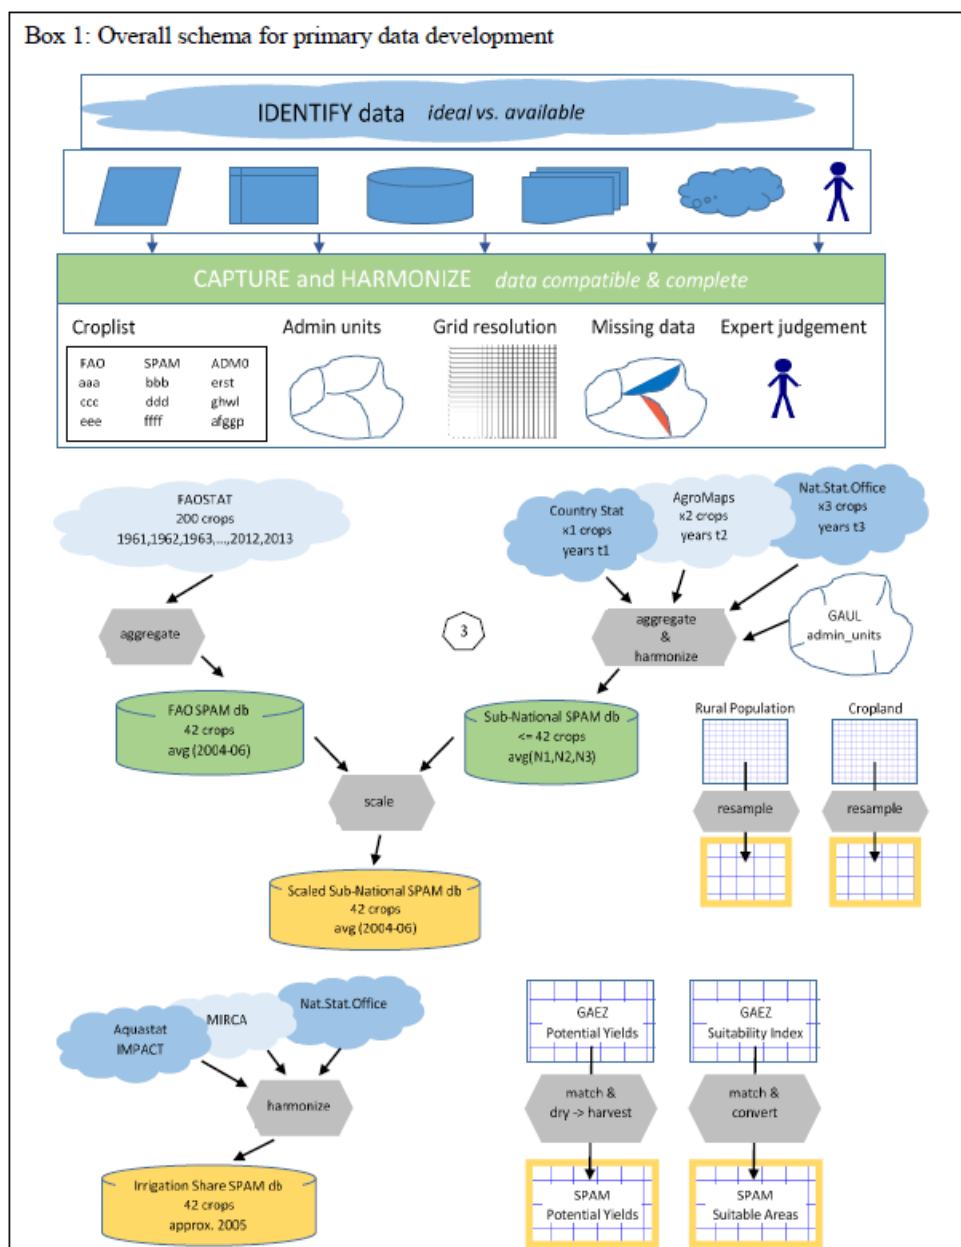 Box 1: Overall schema for primary data development
IDENTIFY data ideal vs. available
CAPTURE and HARMONIZE data compatible & complete
Croplist
FAO SPAM ADM0
aaa bbb erst
ccc ddd ghwl
eee ffff afggp
Admin units
Grid resolution
Missing data
Expert judgement
FAOSTAT
200 crops
1961,1962,1963,...,2012,2013
Country Stat
x1 crops
years t1
AgroMaps
x2 crops
years t2
Nat.Stat.Office
x3 crops
years t3
aggregate
3
aggregate
&
harmonize
GAUL
admin_units
FAO SPAM db
42 crops
avg (2004-06)
Sub-National SPAM db
<= 42 crops
avg(N1,N2,N3)
Rural Population
Cropland
scale
resample
resample
Scaled Sub-National SPAM db
42 crops
avg (2004-06)
Aquastat
IMPACT
MIRCA
Nat.Stat.Office
harmonize
Irrigation Share SPAM db
42 crops
approx. 2005
GAEZ
Potential Yields
GAEZ
Suitability Index
match &
dry -> harvest
match &
convert
SPAM
Potential Yields
SPAM
Suitable Areas